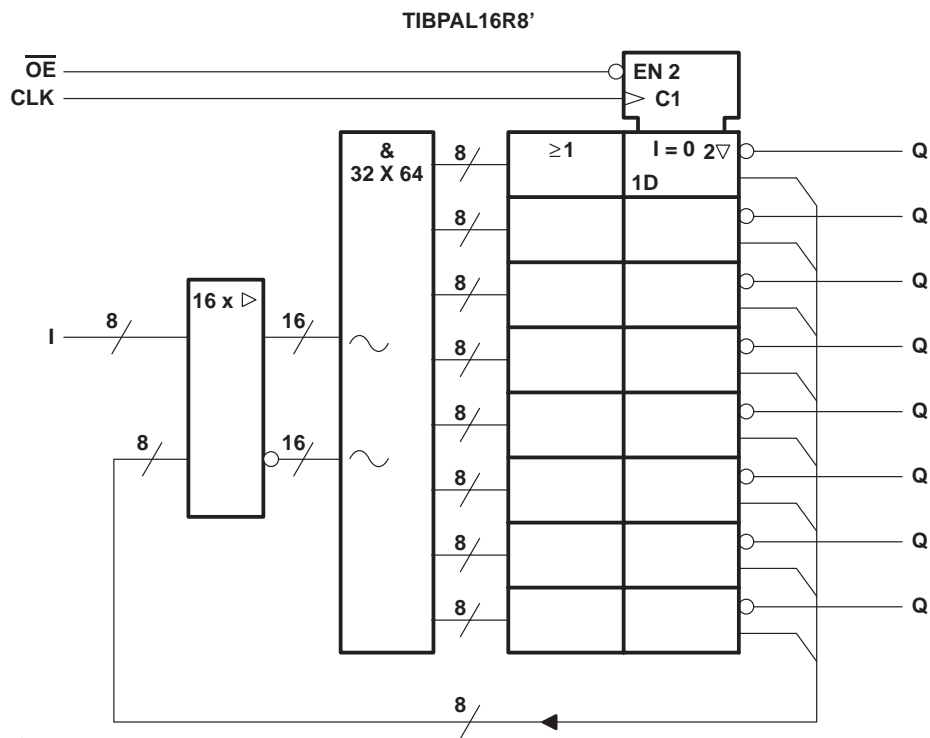 TIBPAL16R8’
O̅E̅ EN 2
CLK C1
& 8 ≥1 I = 0 2▽ Q
32 X 64
1D
8 Q
16 x ▷ 8 Q
I 8 16 8 Q
8 Q
8 16
8 Q
8 Q
8 Q
8